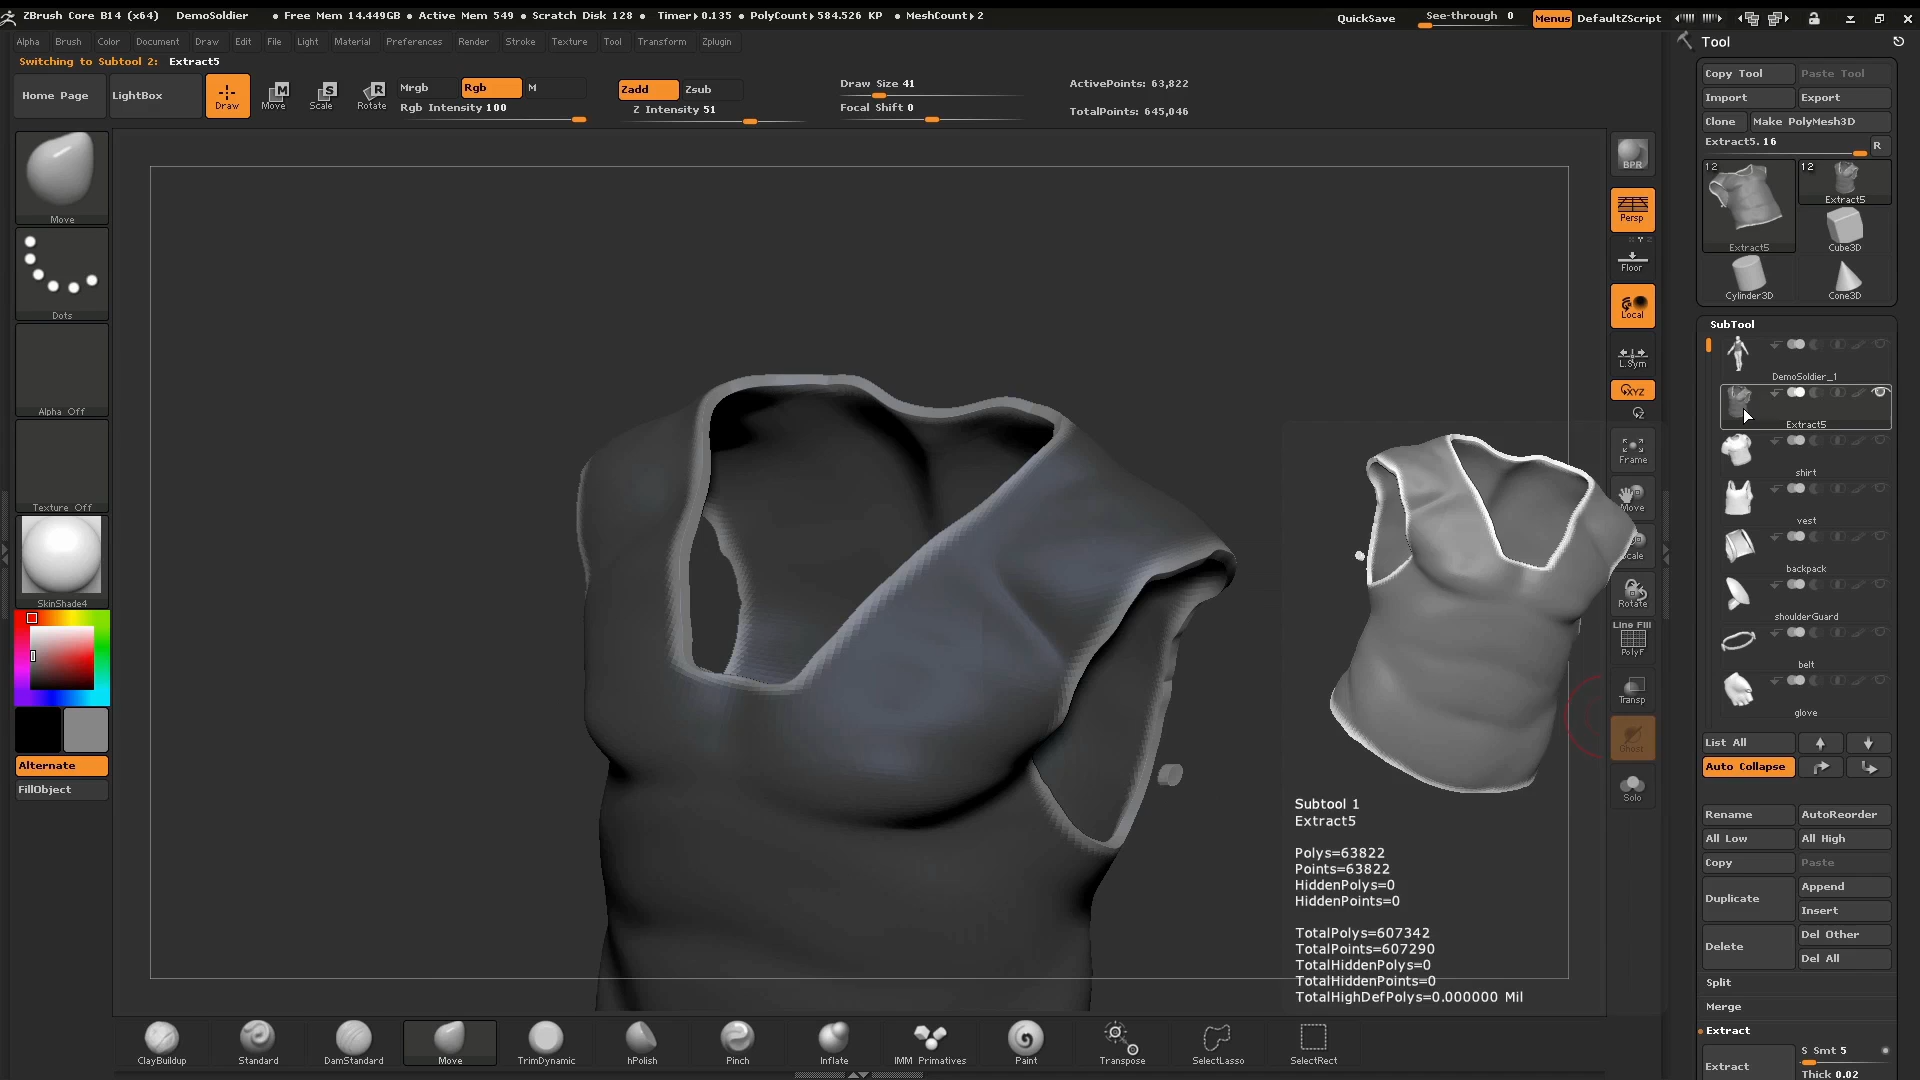 ZBrush Core B14 (x64) DemoSoldier • Free Mem 14.449GB • Active Mem 549 • Scratch Disk 128 • Timer▸0.135 • PolyCount▸584.526 KP • MeshCount▸2 QuickSave See-through 0 Menus DefaultZScript
Alpha Brush Color Document Draw Edit File Light Material Preferences Render Stroke Texture Tool Transform Zplugin
Switching to Subtool 2: Extract5
Home Page LightBox Draw Move Scale Rotate
Mrgb Rgb M
Rgb Intensity 100
Zadd Zsub
Z Intensity 51
Draw Size 41
Focal Shift 0
ActivePoints: 63,822
TotalPoints: 645,046
Move
Dots
Alpha Off
Texture Off
SkinShade4
Alternate
FillObject
BPR
Persp
Floor
Local
L.Sym
XYZ
Frame
Move
Scale
Rotate
Line Fill
PolyF
Transp
Ghost
Solo
Subtool 1
Extract5
Polys=63822
Points=63822
HiddenPolys=0
HiddenPoints=0
TotalPolys=607342
TotalPoints=607290
TotalHiddenPolys=0
TotalHiddenPoints=0
TotalHighDefPolys=0.000000 Mil
Tool
Copy Tool Paste Tool
Import Export
Clone Make PolyMesh3D
Extract5. 16 R
12 12
Extract5
Extract5 Cube3D
Cylinder3D Cone3D
SubTool
DemoSoldier_1
Extract5
shirt
vest
backpack
shoulderGuard
belt
glove
List All
Auto Collapse
Rename AutoReorder
All Low All High
Copy Paste
Duplicate Append
Insert
Delete Del Other
Del All
Split
Merge
Extract
Extract S Smt 5
Thick 0.02
ClayBuildup Standard DamStandard Move TrimDynamic hPolish Pinch Inflate IMM Primatives Paint Transpose SelectLasso SelectRect